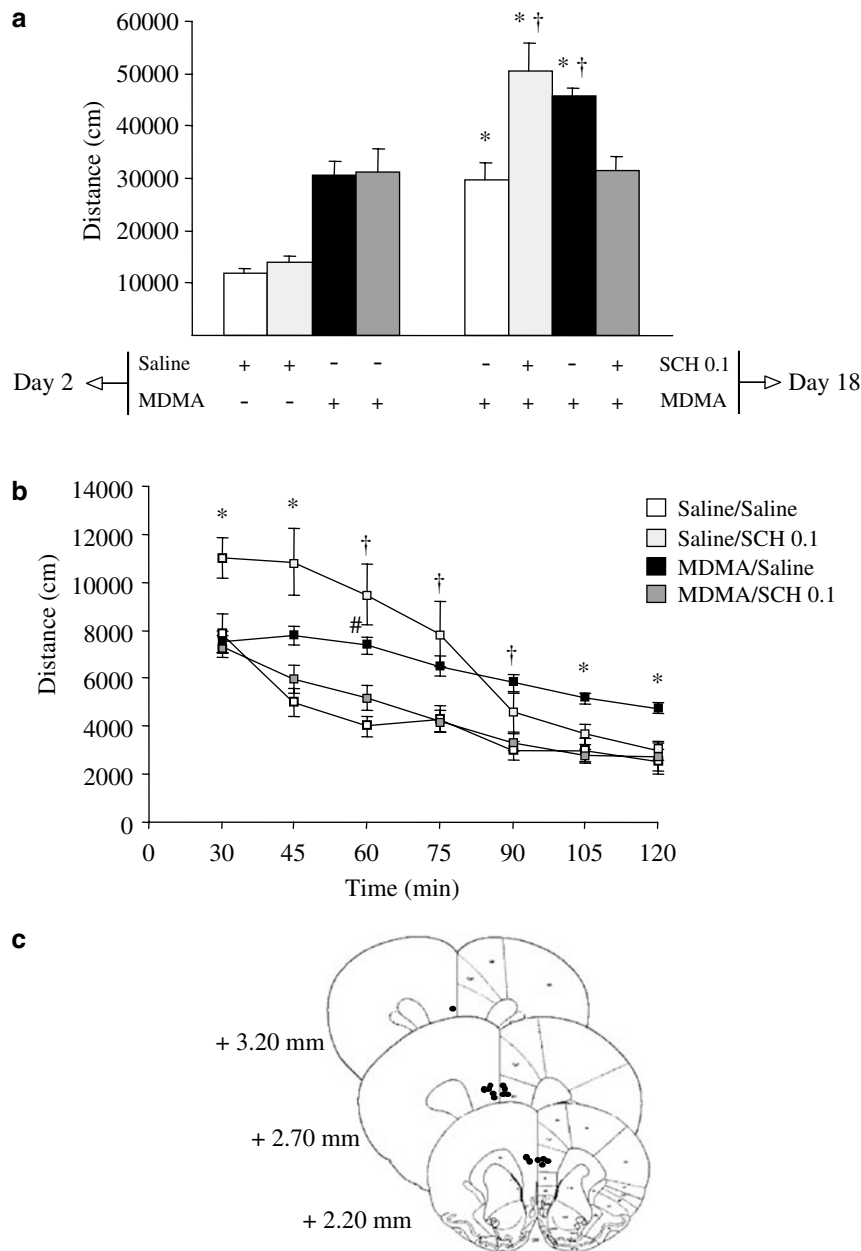 a
60000
50000
40000
30000
20000
10000
Distance (cm)
* * † * †
Saline + + - - - + - + SCH 0.1
Day 2 Day 18
MDMA - - + + + + + + MDMA
b
14000
12000
10000
8000
6000
4000
2000
0
Distance (cm)
* * † † † * *
#
Saline/Saline
Saline/SCH 0.1
MDMA/Saline
MDMA/SCH 0.1
0 30 45 60 75 90 105 120
Time (min)
c
+ 3.20 mm
+ 2.70 mm
+ 2.20 mm